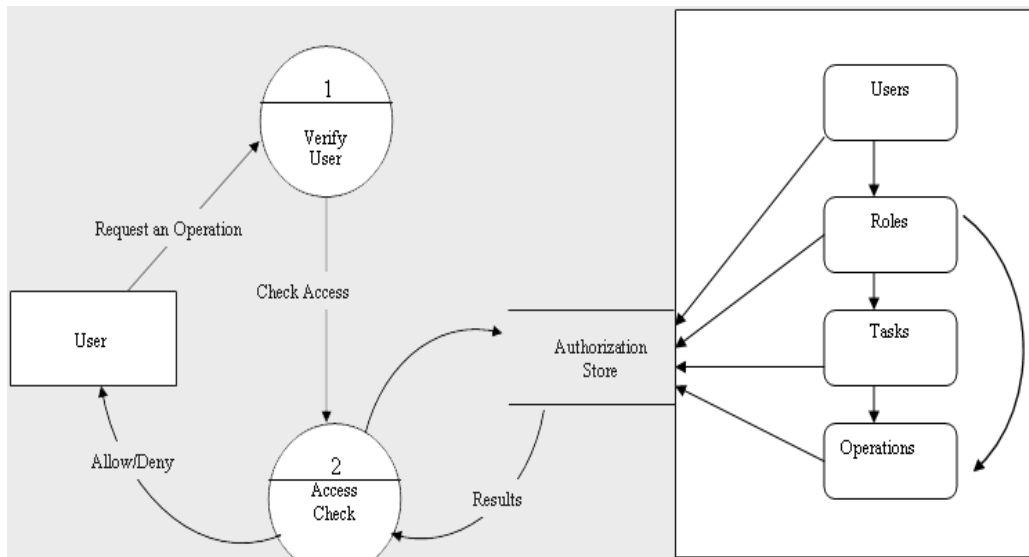 1
Verify
User
Request an Operation
Check Access
User
Allow/Deny
2
Access
Check
Results
Authorization
Store
Users
Roles
Tasks
Operations